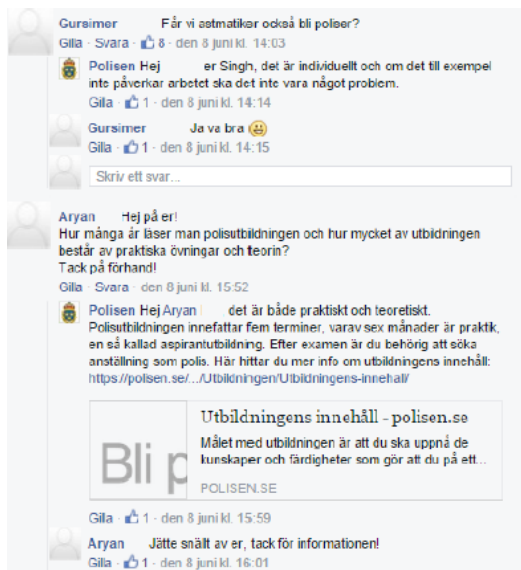 Gursimer Får vi astmatiker också bli poliser?
Gilla · Svara · 8 · den 8 juni kl. 14:03
Polisen Hej er Singh, det är individuellt och om det till exempel
inte påverkar arbetet ska det inte vara något problem.
Gilla · 1 · den 8 juni kl. 14:14
Gursimer Ja va bra
Gilla · 1 · den 8 juni kl. 14:15
Skriv ett svar...
Aryan Hej på er!
Hur många år läser man polisutbildningen och hur mycket av utbildningen
består av praktiska övningar och teorin?
Tack på förhand!
Gilla · Svara · den 8 juni kl. 15:52
Polisen Hej Aryan det är både praktiskt och teoretiskt.
Polisutbildningen innefattar fem terminer, varav sex månader är praktik,
en så kallad aspirantutbildning. Efter examen är du behörig att söka
anställning som polis. Här hittar du mer info om utbildningens innehåll:
https://polisen.se/.../Utbildningen/Utbildningens-innehall/
Bli p
Utbildningens innehåll - polisen.se
Målet med utbildningen är att du ska uppnå de
kunskaper och färdigheter som gör att du på ett...
POLISEN.SE
Gilla · 1 · den 8 juni kl. 15:59
Aryan Jätte snällt av er, tack för informationen!
Gilla · 1 · den 8 juni kl. 16:01